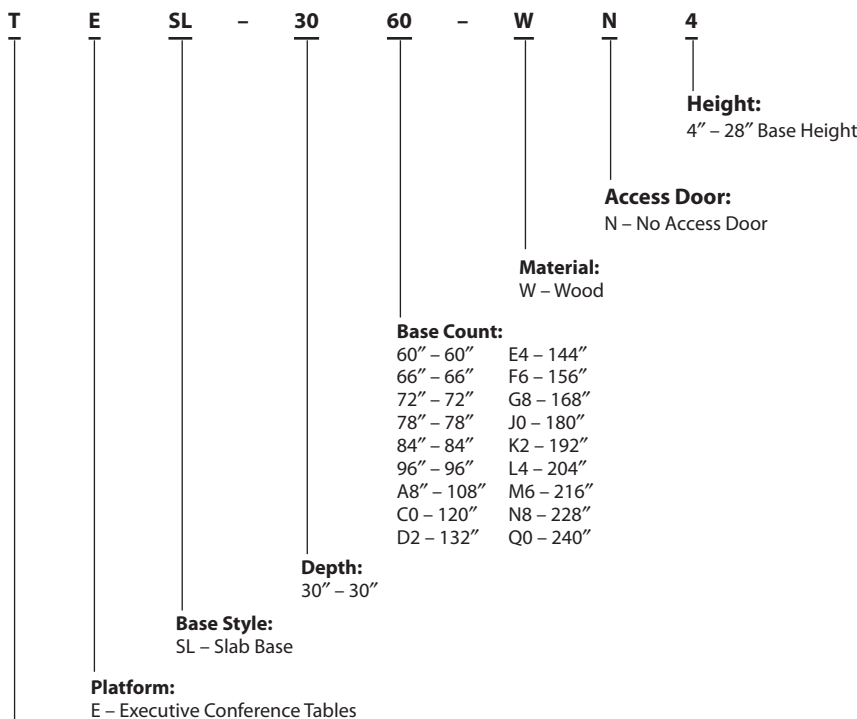 T E SL – 30 60 – W N 4
Height:
4″ – 28″ Base Height
Access Door:
N – No Access Door
Material:
W – Wood
Base Count:
60″ – 60″ E4 – 144″
66″ – 66″ F6 – 156″
72″ – 72″ G8 – 168″
78″ – 78″ J0 – 180″
84″ – 84″ K2 – 192″
96″ – 96″ L4 – 204″
A8″ – 108″ M6 – 216″
C0 – 120″ N8 – 228″
D2 – 132″ Q0 – 240″
Depth:
30″ – 30″
Base Style:
SL – Slab Base
Platform:
E – Executive Conference Tables